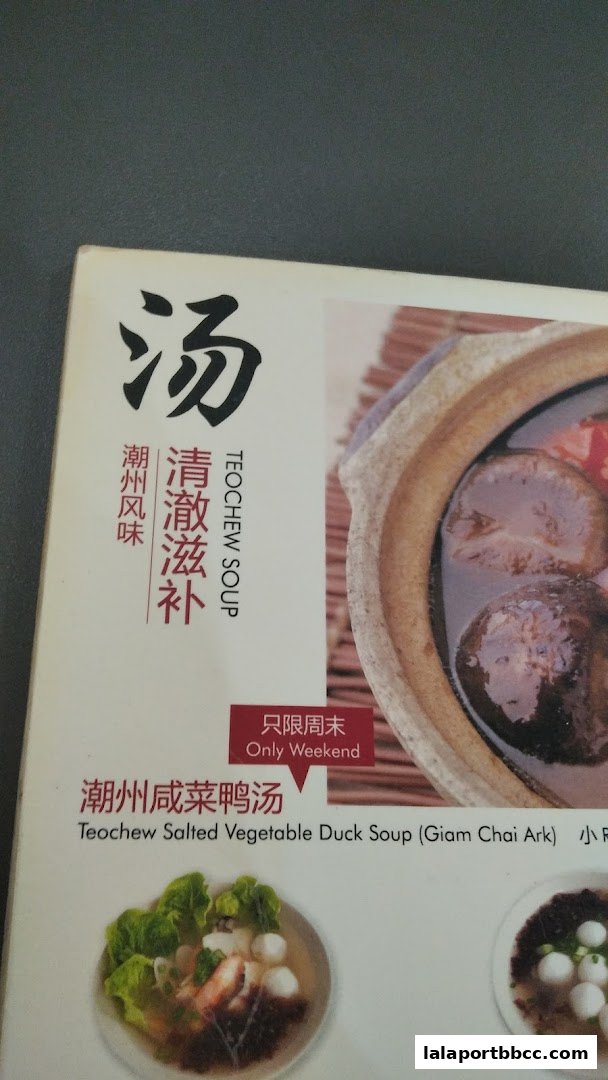 汤
潮州风味
清澈滋补
TEOCHEW SOUP
只限周末
Only Weekend
潮州咸菜鸭汤
Teochew Salted Vegetable Duck Soup (Giam Chai Ark) 小 R
lalaportbbcc.com